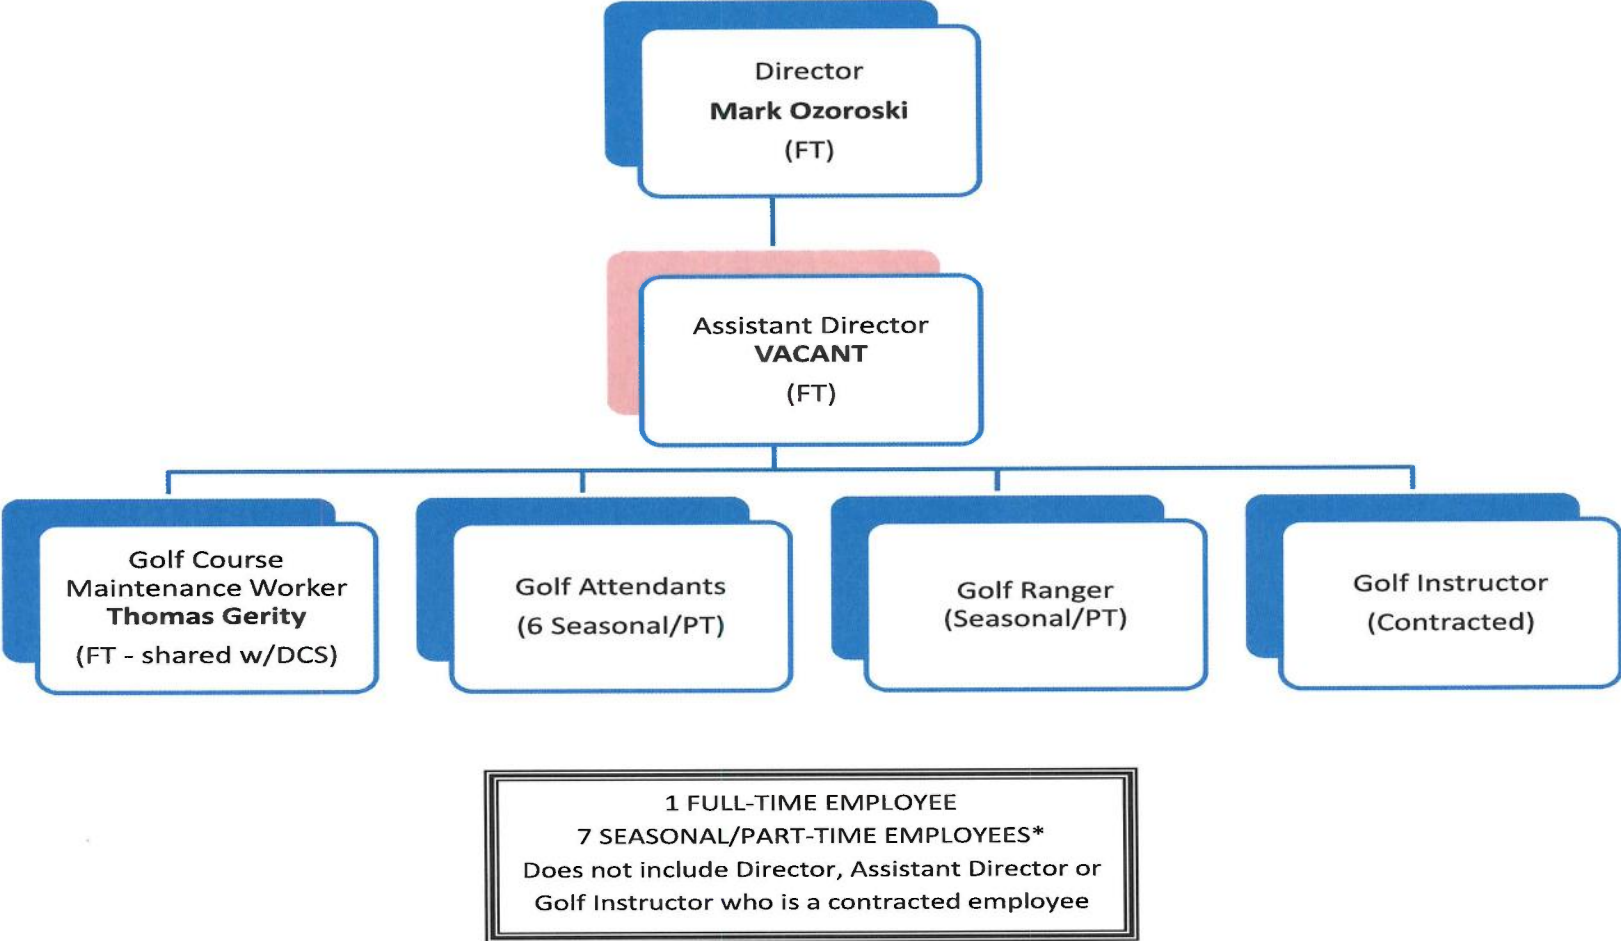 Director
Mark Ozoroski
(FT)
Assistant Director
VACANT
(FT)
Golf Course
Maintenance Worker
Thomas Gerity
(FT - shared w/DCS)
Golf Attendants
(6 Seasonal/PT)
Golf Ranger
(Seasonal/PT)
Golf Instructor
(Contracted)
1 FULL-TIME EMPLOYEE
7 SEASONAL/PART-TIME EMPLOYEES*
Does not include Director, Assistant Director or
Golf Instructor who is a contracted employee